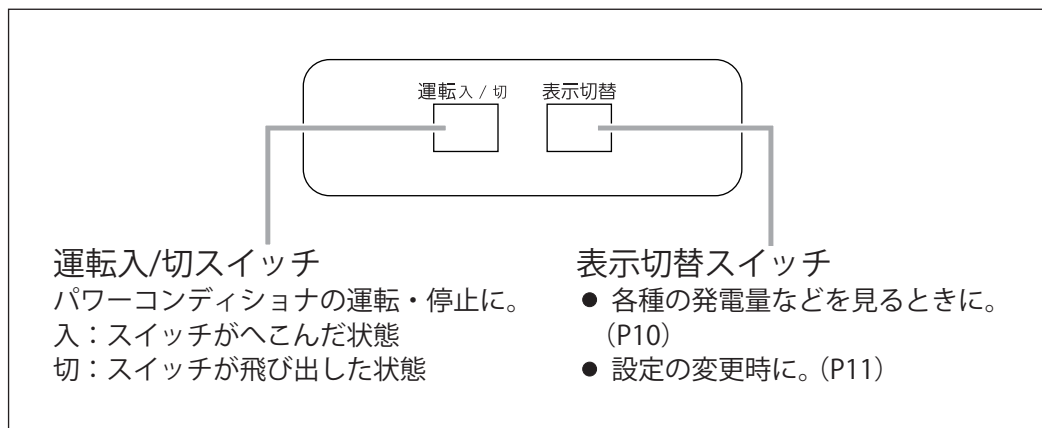 運転入 / 切 表示切替
運転入/切スイッチ
パワーコンディショナの運転・停止に。
入：スイッチがへこんだ状態
切：スイッチが飛び出した状態
表示切替スイッチ
● 各種の発電量などを見るときに。
（P10）
● 設定の変更時に。（P11）